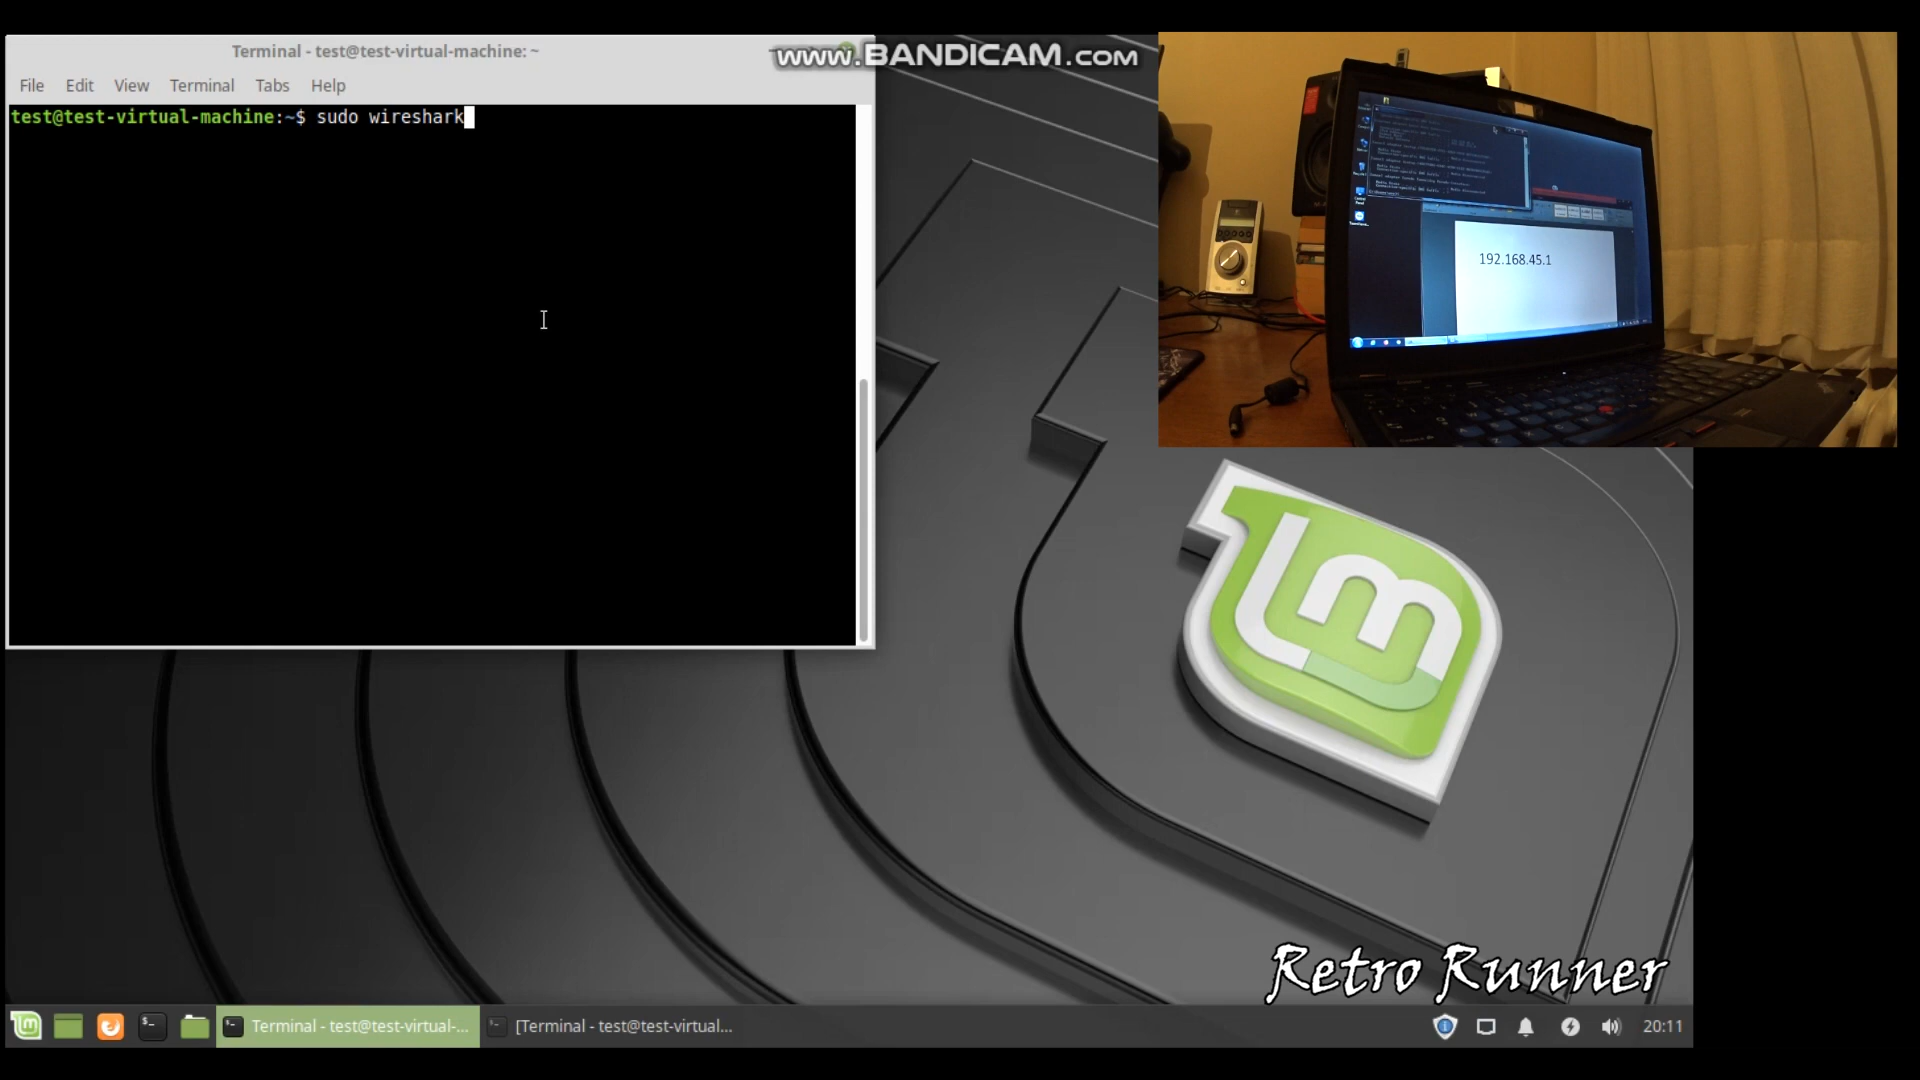 Terminal - test@test-virtual-machine: ~
www.BANDICAM.com
File Edit View Terminal Tabs Help
test@test-virtual-machine:~$ sudo wireshark
192.168.45.1
Retro Runner
Terminal - test@test-virtual-...
[Terminal - test@test-virtual...
20:11